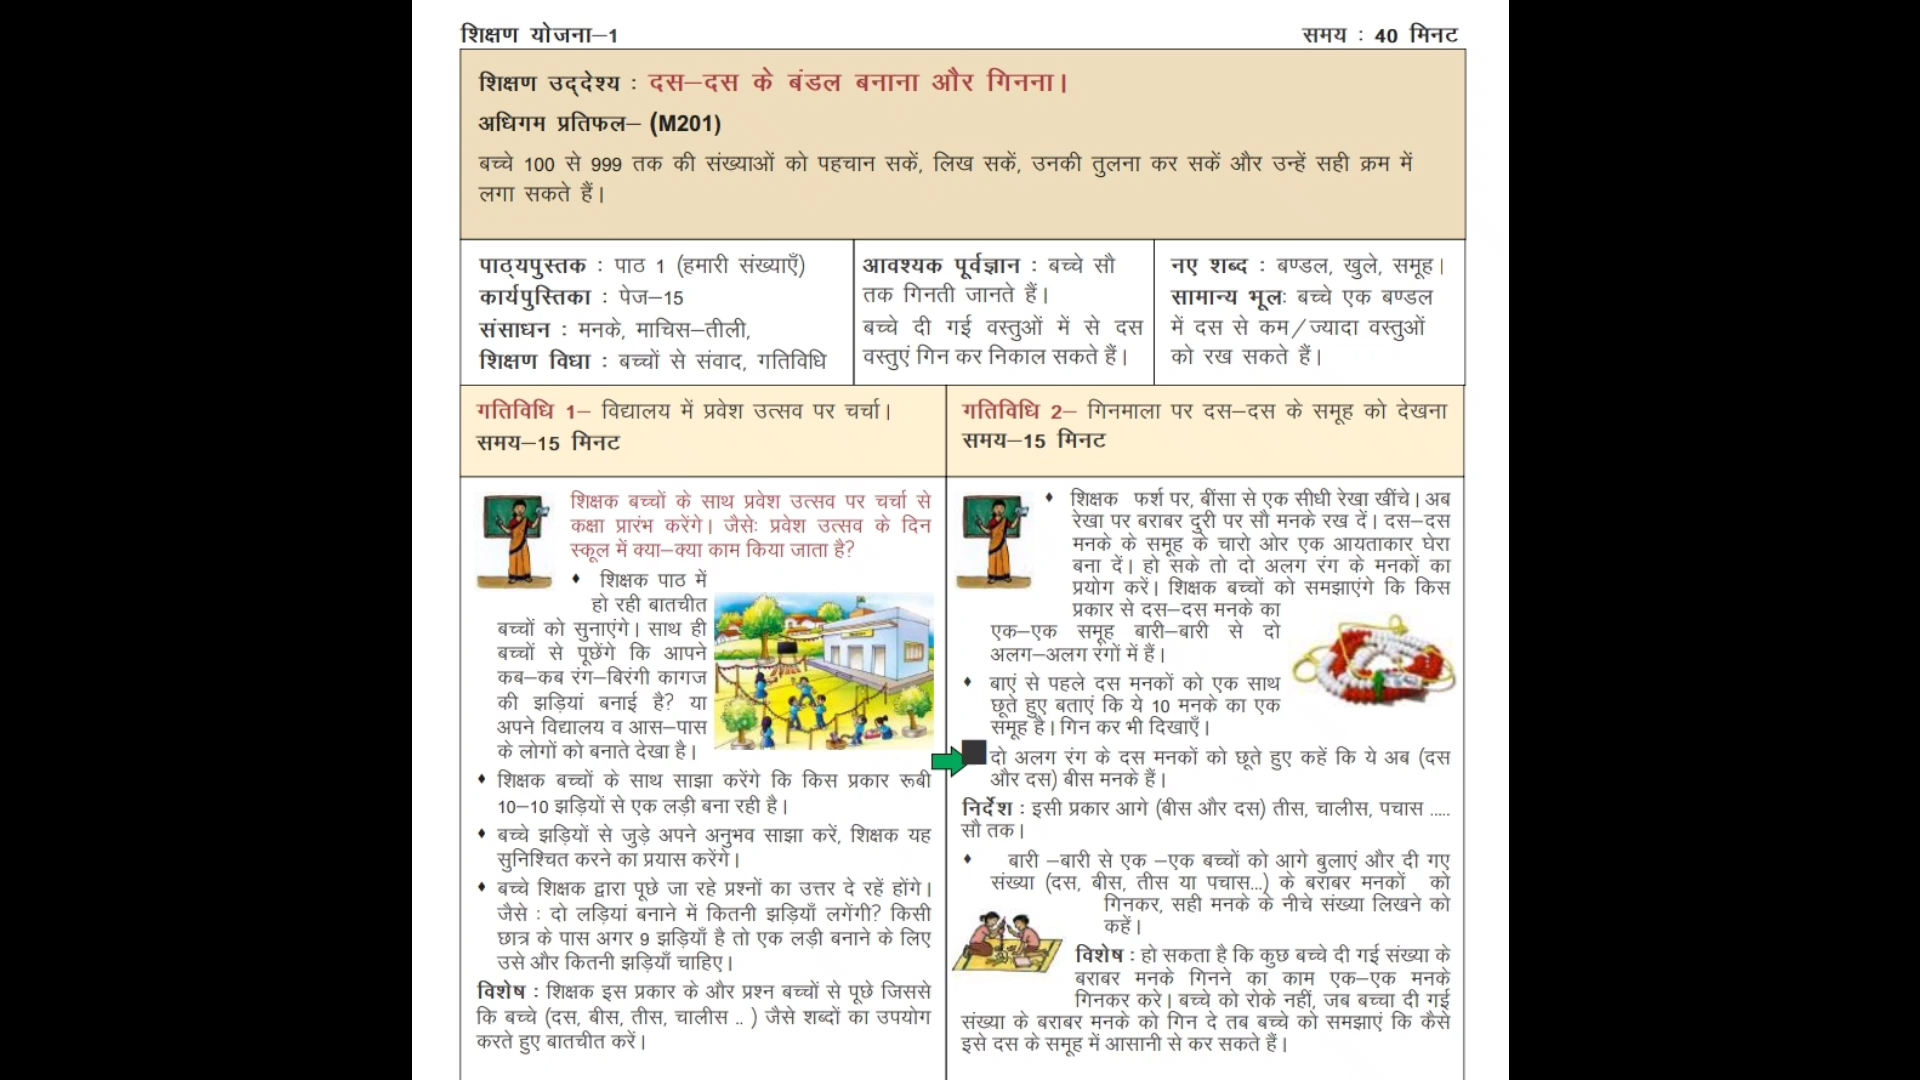 शिक्षण योजना–1
समय : 40 मिनट
शिक्षण उद्देश्य : दस–दस के बंडल बनाना और गिनना।
अधिगम प्रतिफल– (M201)
बच्चे 100 से 999 तक की संख्याओं को पहचान सकें, लिख सकें, उनकी तुलना कर सकें और उन्हें सही क्रम में
लगा सकते हैं।
पाठ्यपुस्तक : पाठ 1 (हमारी संख्याएँ)
कार्यपुस्तिका : पेज–15
संसाधन : मनके, माचिस–तीली,
शिक्षण विधा : बच्चों से संवाद, गतिविधि
आवश्यक पूर्वज्ञान : बच्चे सौ
तक गिनती जानते हैं।
बच्चे दी गई वस्तुओं में से दस
वस्तुएं गिन कर निकाल सकते हैं।
नए शब्द : बण्डल, खुले, समूह।
सामान्य भूलः बच्चे एक बण्डल
में दस से कम/ज्यादा वस्तुओं
को रख सकते हैं।
गतिविधि 1– विद्यालय में प्रवेश उत्सव पर चर्चा।
समय–15 मिनट
शिक्षक बच्चों के साथ प्रवेश उत्सव पर चर्चा से
कक्षा प्रारंभ करेंगे। जैसेः प्रवेश उत्सव के दिन
स्कूल में क्या–क्या काम किया जाता है?
♦ शिक्षक पाठ में
हो रही बातचीत
बच्चों को सुनाएंगे। साथ ही
बच्चों से पूछेंगे कि आपने
कब–कब रंग–बिरंगी कागज
की झड़ियां बनाई है? या
अपने विद्यालय व आस–पास
के लोगों को बनाते देखा है।
♦ शिक्षक बच्चों के साथ साझा करेंगे कि किस प्रकार रूबी
10–10 झड़ियों से एक लड़ी बना रही है।
♦ बच्चे झड़ियों से जुड़े अपने अनुभव साझा करें, शिक्षक यह
सुनिश्चित करने का प्रयास करेंगे।
♦ बच्चे शिक्षक द्वारा पूछे जा रहे प्रश्नों का उत्तर दे रहें होंगे।
जैसे : दो लड़ियां बनाने में कितनी झड़ियाँ लगेंगी? किसी
छात्र के पास अगर 9 झड़ियाँ है तो एक लड़ी बनाने के लिए
उसे और कितनी झड़ियाँ चाहिए।
विशेष : शिक्षक इस प्रकार के और प्रश्न बच्चों से पूछे जिससे
कि बच्चे (दस, बीस, तीस, चालीस .. ) जैसे शब्दों का उपयोग
करते हुए बातचीत करें।
गतिविधि 2– गिनमाला पर दस–दस के समूह को देखना
समय–15 मिनट
♦ शिक्षक फर्श पर, बींसा से एक सीधी रेखा खींचे। अब
रेखा पर बराबर दुरी पर सौ मनके रख दें। दस–दस
मनके के समूह के चारो ओर एक आयताकार घेरा
बना दें। हो सके तो दो अलग रंग के मनकों का
प्रयोग करें। शिक्षक बच्चों को समझाएंगे कि किस
प्रकार से दस–दस मनके का
एक–एक समूह बारी–बारी से दो
अलग–अलग रंगों में हैं।
♦ बाएं से पहले दस मनकों को एक साथ
छूते हुए बताएं कि ये 10 मनके का एक
समूह है। गिन कर भी दिखाएँ।
दो अलग रंग के दस मनकों को छूते हुए कहें कि ये अब (दस
और दस) बीस मनके हैं।
निर्देश : इसी प्रकार आगे (बीस और दस) तीस, चालीस, पचास .....
सौ तक।
♦ बारी –बारी से एक –एक बच्चों को आगे बुलाएं और दी गए
संख्या (दस, बीस, तीस या पचास...) के बराबर मनकों को
गिनकर, सही मनके के नीचे संख्या लिखने को
कहें।
विशेष : हो सकता है कि कुछ बच्चे दी गई संख्या के
बराबर मनके गिनने का काम एक–एक मनके
गिनकर करे। बच्चे को रोके नहीं, जब बच्चा दी गई
संख्या के बराबर मनके को गिन दे तब बच्चे को समझाएं कि कैसे
इसे दस के समूह में आसानी से कर सकते हैं।